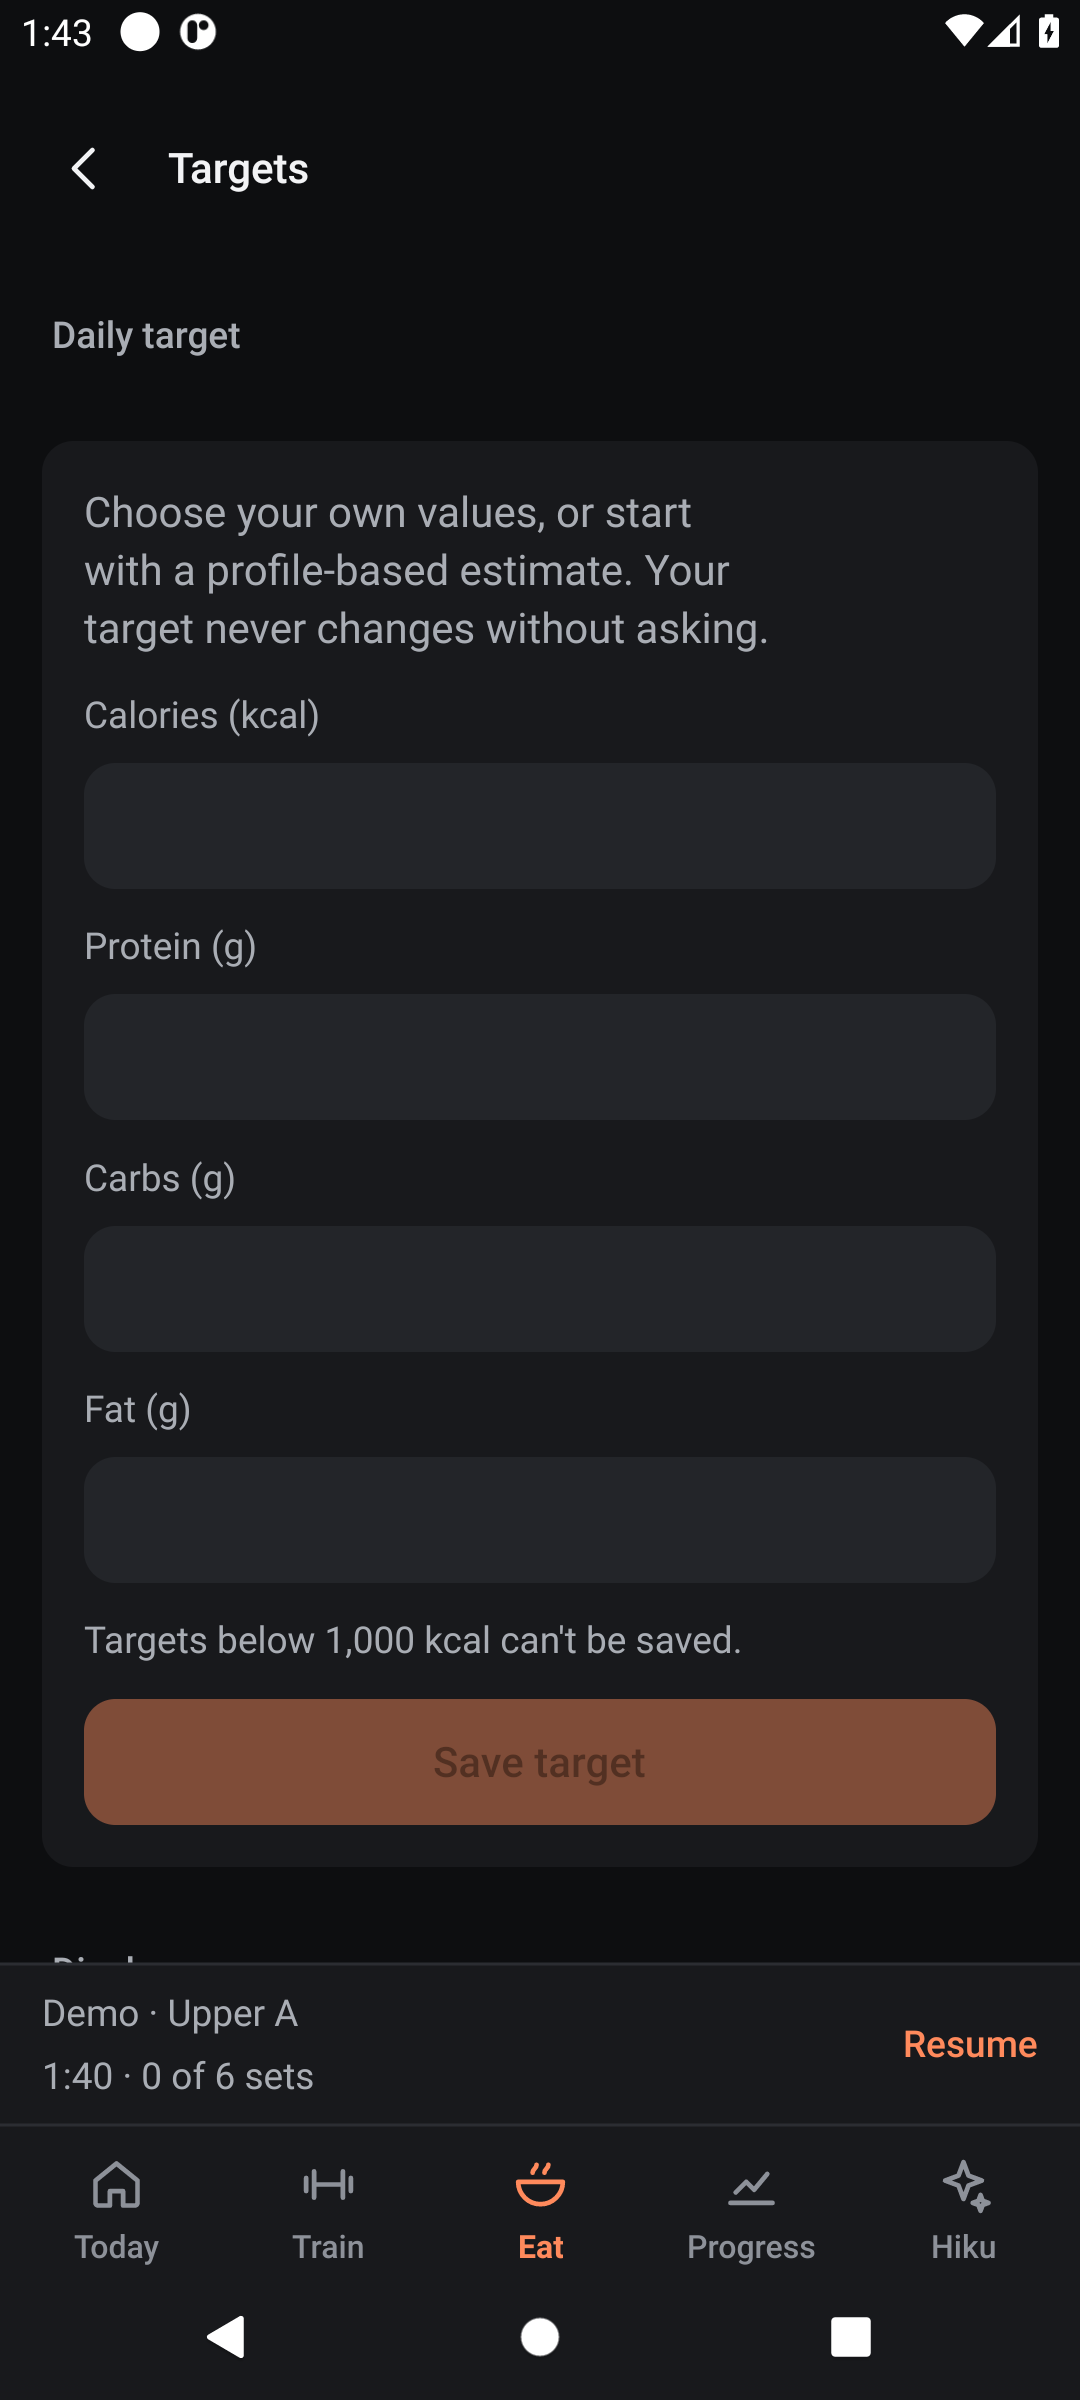 1:43
Targets
Daily target
Choose your own values, or start
with a profile-based estimate. Your
target never changes without asking.
Calories (kcal)
Protein (g)
Carbs (g)
Fat (g)
Targets below 1,000 kcal can't be saved.
Save target
Demo · Upper A
Resume
1:40 · 0 of 6 sets
Today
Train
Eat
Progress
Hiku